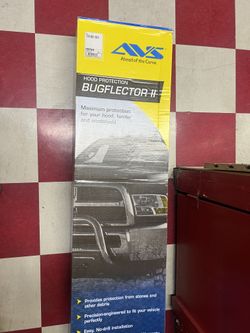 AVS
Ahead of the Curve
HOOD PROTECTION
BUGFLECTOR II
Maximum protection
for your hood, fender
and windshield
Provides protection from stones and
other debris
Precision-engineered to fit your vehicle
perfectly
Easy, No-drill installation